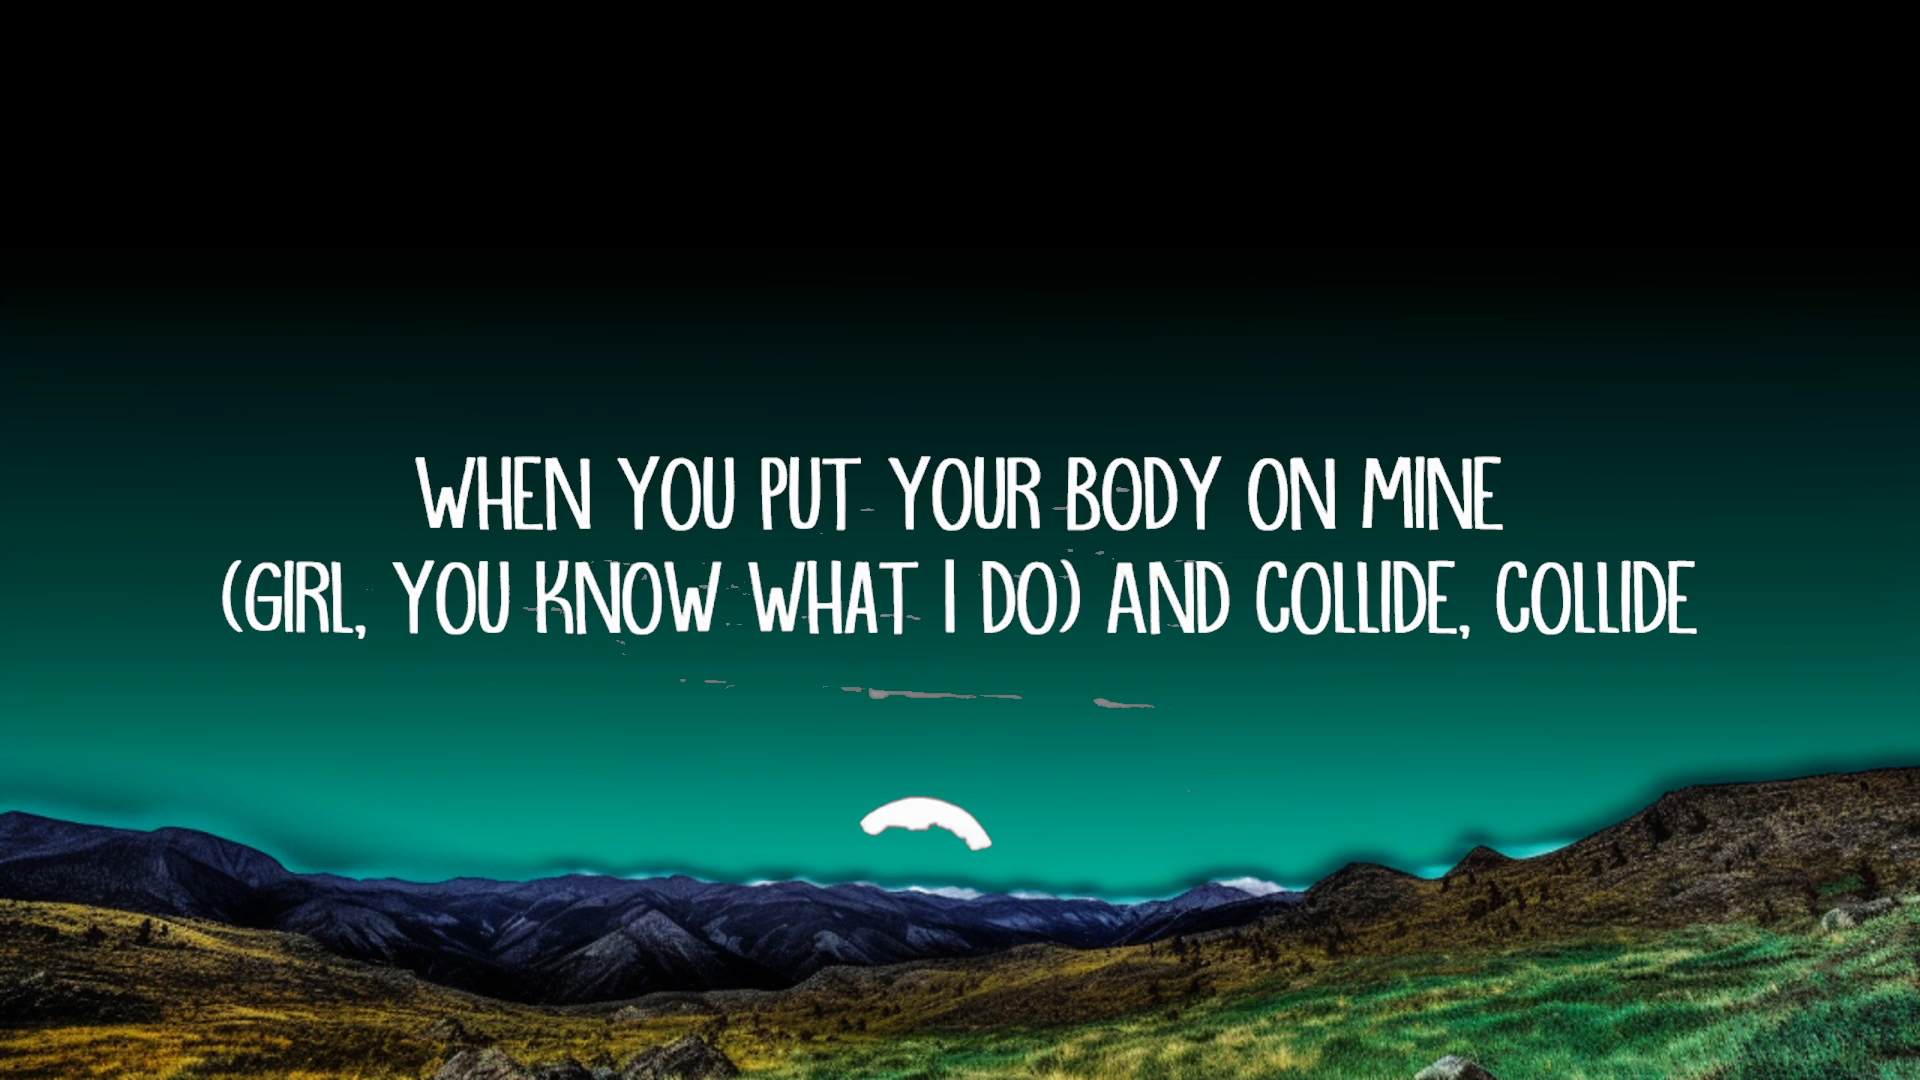 WHEN YOU PUT YOUR BODY ON MINE
(GIRL, YOU KNOW WHAT I DO) AND COLLIDE, COLLIDE